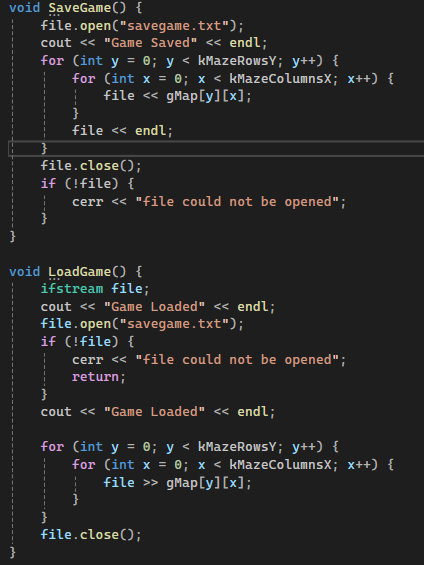 void SaveGame() {
    file.open("savegame.txt");
    cout << "Game Saved" << endl;
    for (int y = 0; y < kMazeRowsY; y++) {
        for (int x = 0; x < kMazeColumnsX; x++) {
            file << gMap[y][x];
        }
        file << endl;
    }
    file.close();
    if (!file) {
        cerr << "file could not be opened";
    }
}

void LoadGame() {
    ifstream file;
    cout << "Game Loaded" << endl;
    file.open("savegame.txt");
    if (!file) {
        cerr << "file could not be opened";
        return;
    }
    cout << "Game Loaded" << endl;

    for (int y = 0; y < kMazeRowsY; y++) {
        for (int x = 0; x < kMazeColumnsX; x++) {
            file >> gMap[y][x];
        }
    }
    file.close();
}